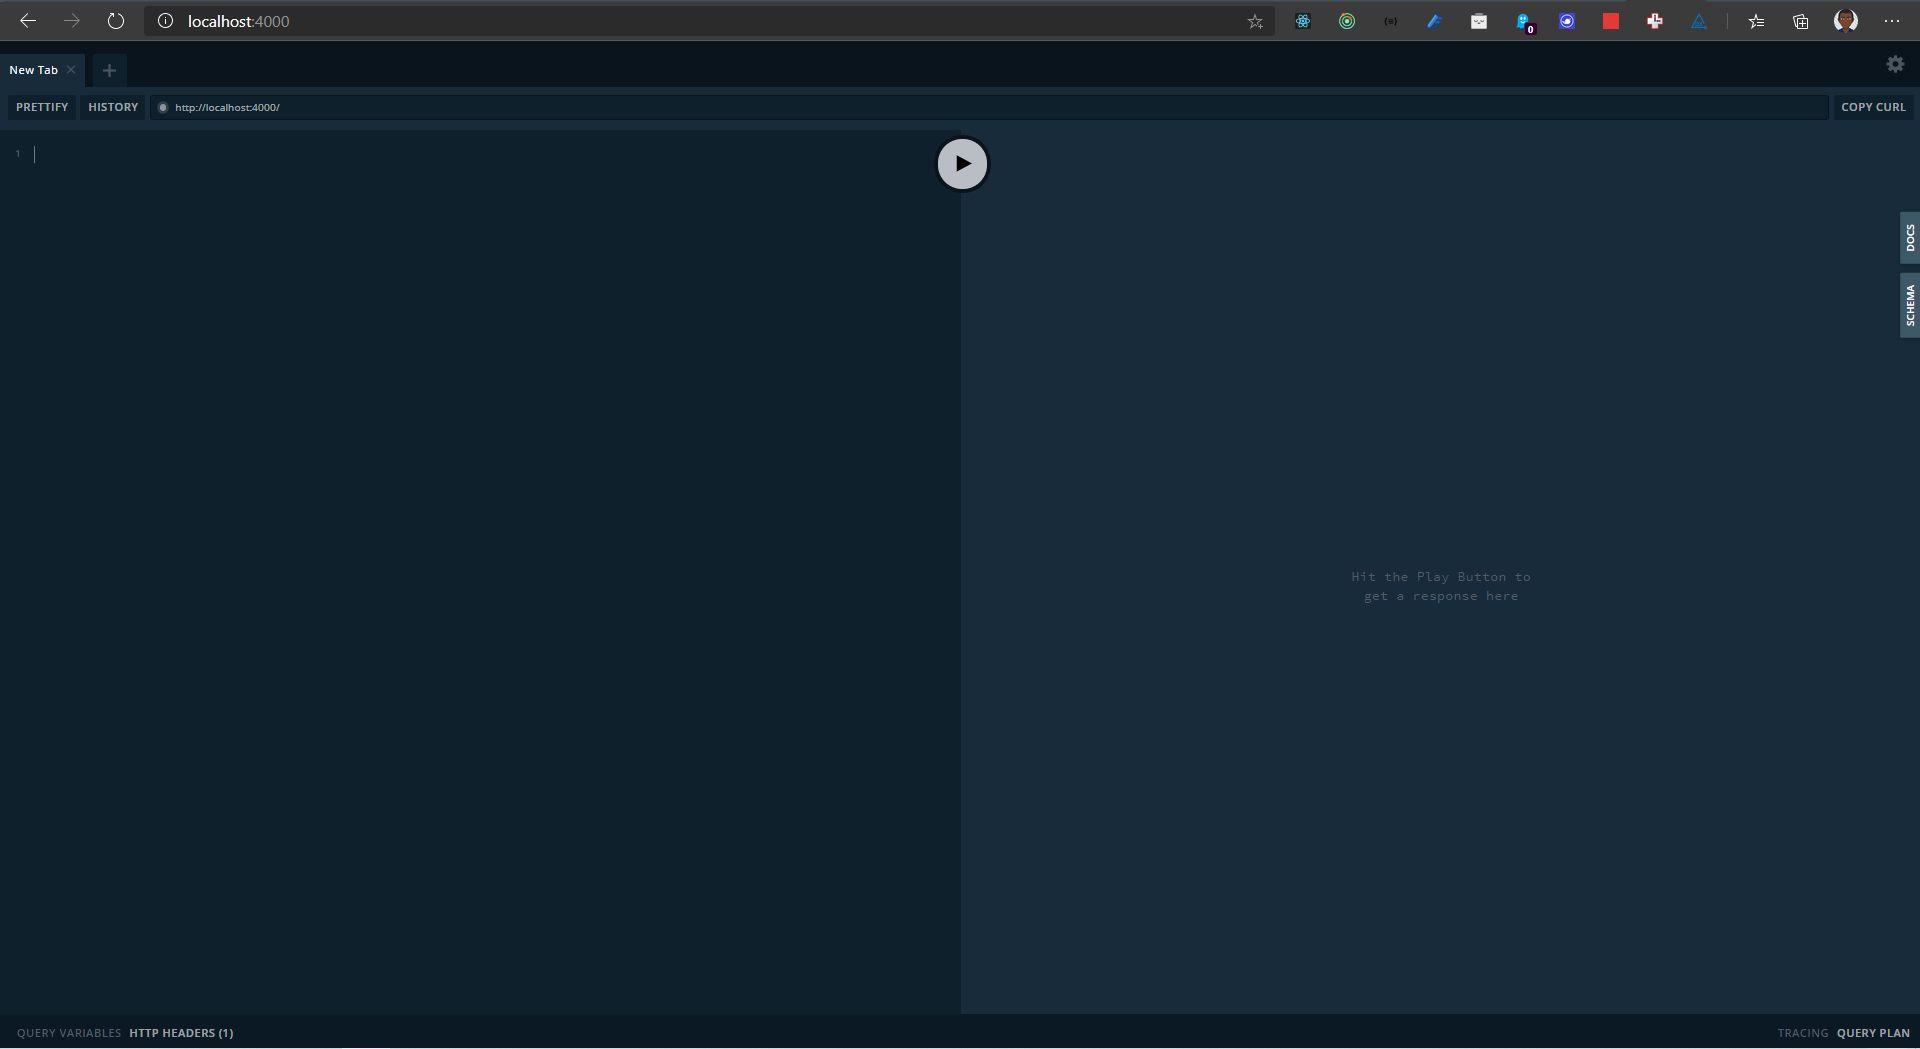 localhost:4000
0
New Tab
PRETTIFY HISTORY http://localhost:4000/ COPY CURL
1
DOCS
SCHEMA
Hit the Play Button to
get a response here
QUERY VARIABLES HTTP HEADERS (1) TRACING QUERY PLAN